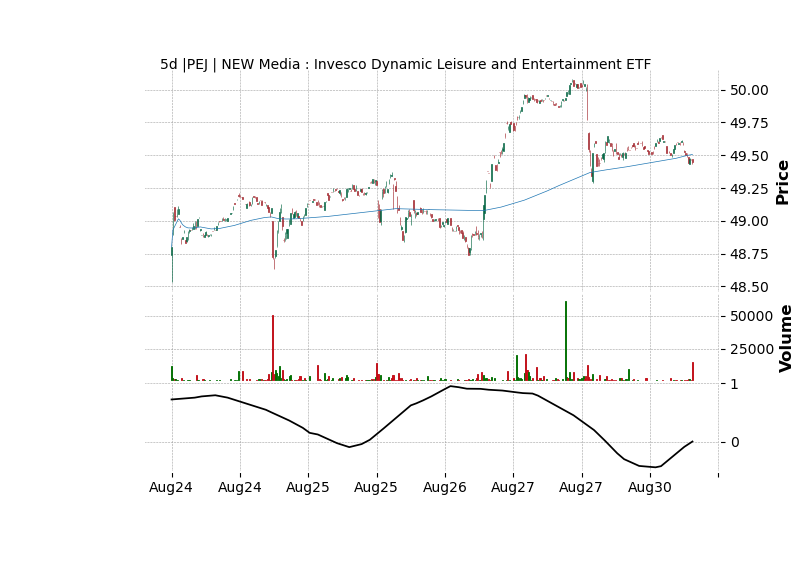 5d |PEJ | NEW Media : Invesco Dynamic Leisure and Entertainment ETF
50.00
49.75
49.50
49.25
49.00
48.75
48.50
Price
50000
25000
Volume
1
0
Aug24 Aug24 Aug25 Aug25 Aug26 Aug27 Aug27 Aug30